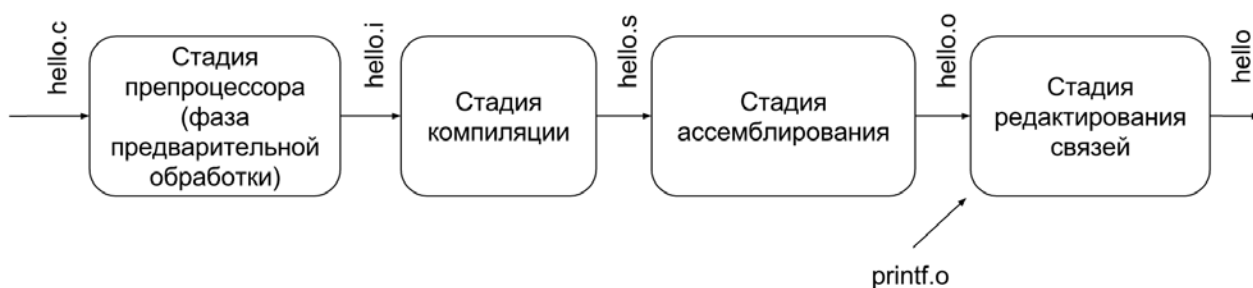 hello.c
Стадия
препроцессора
(фаза
предварительной
обработки)
hello.i
Стадия
компиляции
hello.s
Стадия
ассемблирования
hello.o
Стадия
редактирования
связей
hello
printf.o